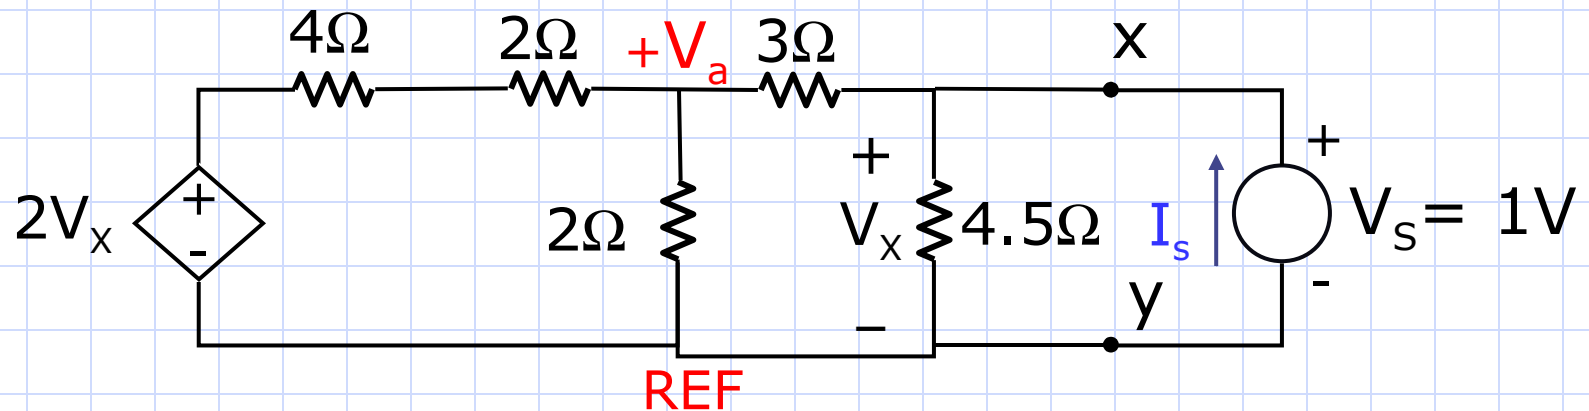 4Ω
2Ω
+Va
3Ω
x
+
2Vx
+
-
2Ω
+
Vx
–
4.5Ω
Is
Vs= 1V
-
y
REF